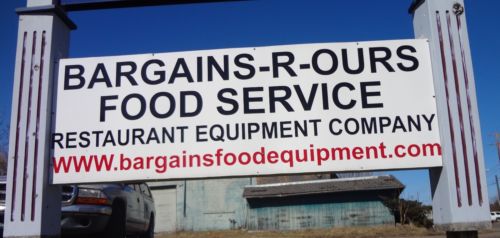 BARGAINS-R-OURS
FOOD SERVICE
RESTAURANT EQUIPMENT COMPANY
www.bargainsfoodequipment.com